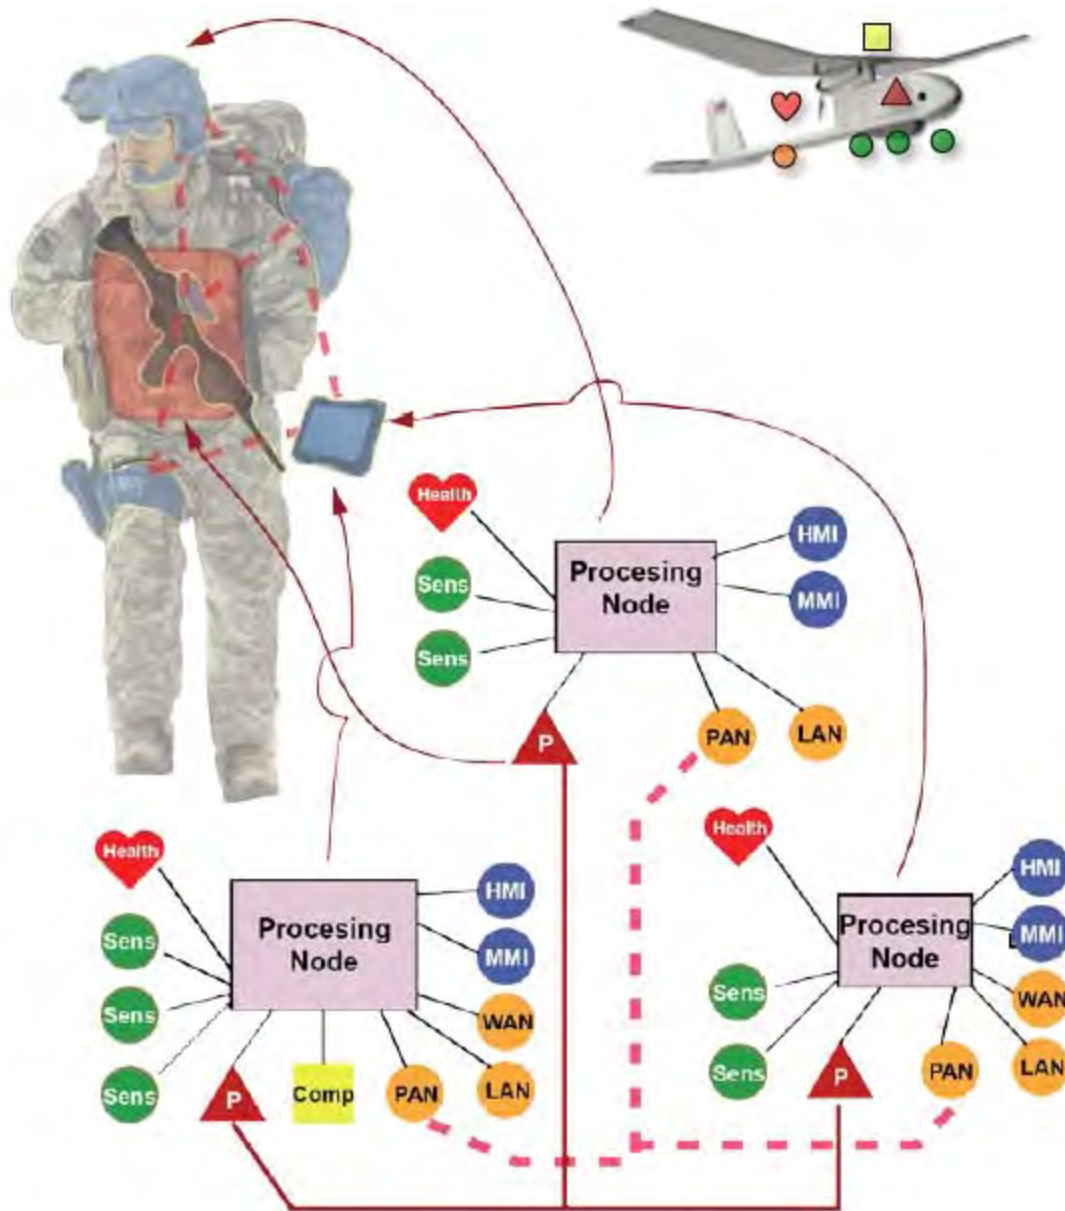 Health
HMI
Procesing
Node
Sens
MMI
Sens
P
PAN
LAN
Health
HMI
Procesing
Node
Sens
MMI
Sens
WAN
Sens
P
Comp
PAN
LAN
Health
HMI
Procesing
Node
MMI
Sens
WAN
Sens
P
PAN
LAN